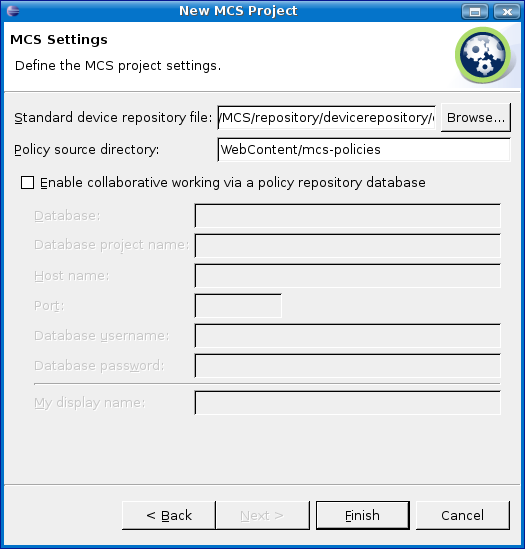 New MCS Project
MCS Settings
Define the MCS project settings.
Standard device repository file: /MCS/repository/devicerepository/ Browse...
Policy source directory: WebContent/mcs-policies
Enable collaborative working via a policy repository database
Database:
Database project name:
Host name:
Port:
Database username:
Database password:
My display name:
< Back Next > Finish Cancel